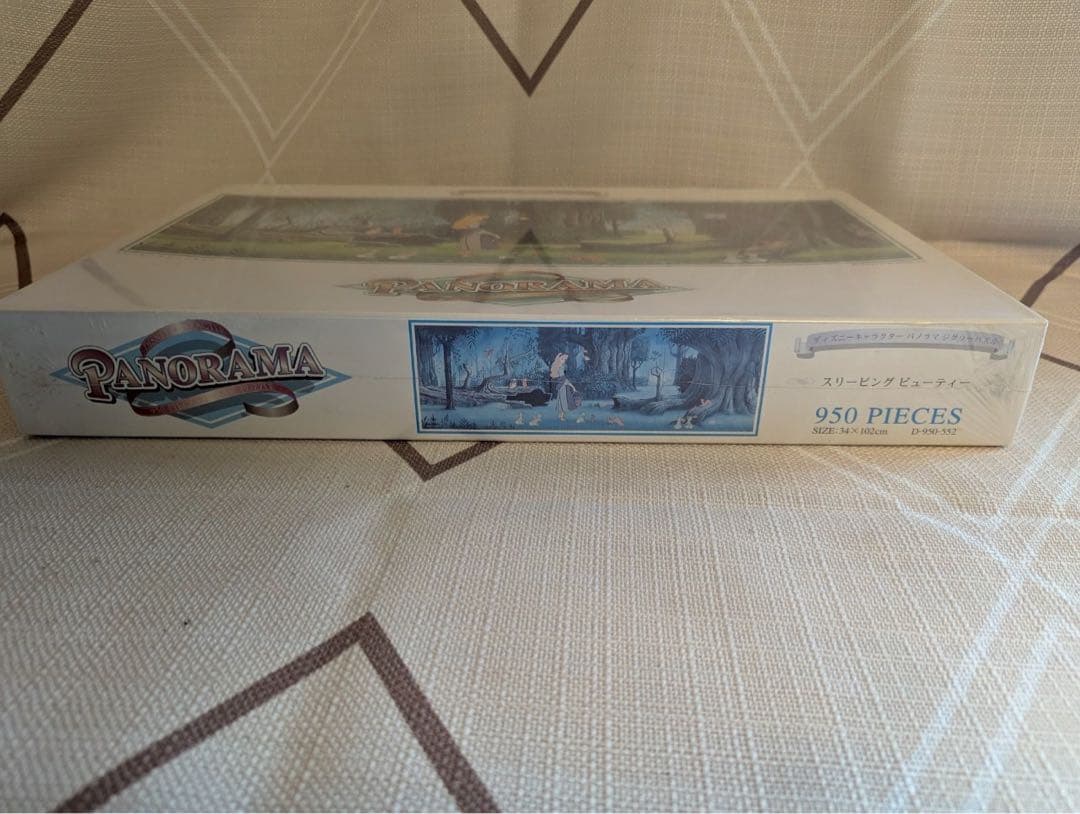 PANORAMA
PANORAMA
ディズニーキャラクター パノラマ ジグソーパズル
スリーピング ビューティー
950 PIECES
SIZE:34×102cm D-950-552